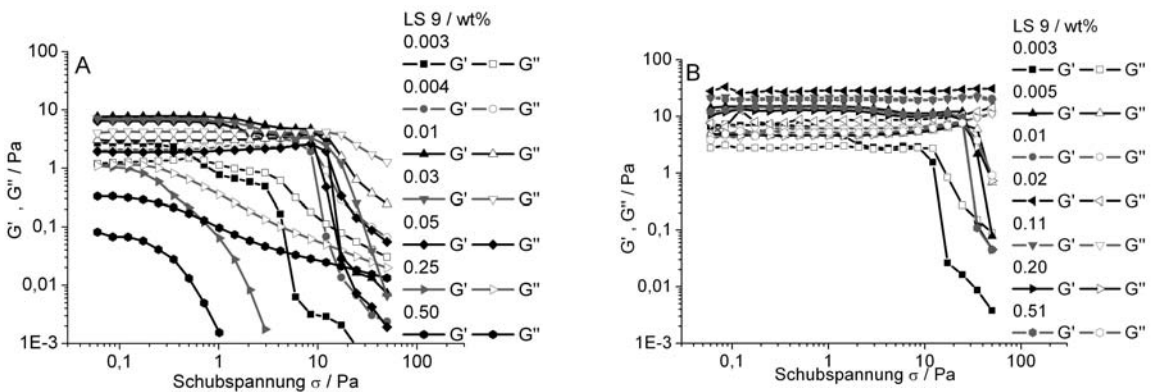 A
G' , G'' / Pa
100
10
1
0,1
0,01
1E-3
0,1 1 10 100
Schubspannung σ / Pa
LS 9 / wt%
0.003
G' G''
0.004
G' G''
0.01
G' G''
0.03
G' G''
0.05
G' G''
0.25
G' G''
0.50
G' G''
B
G', G'' / Pa
100
10
1
0,1
0,01
1E-3
0,1 1 10 100
Schubspannung σ / Pa
LS 9 / wt%
0.003
G' G''
0.005
G' G''
0.01
G' G''
0.02
G' G''
0.11
G' G''
0.20
G' G''
0.51
G' G''